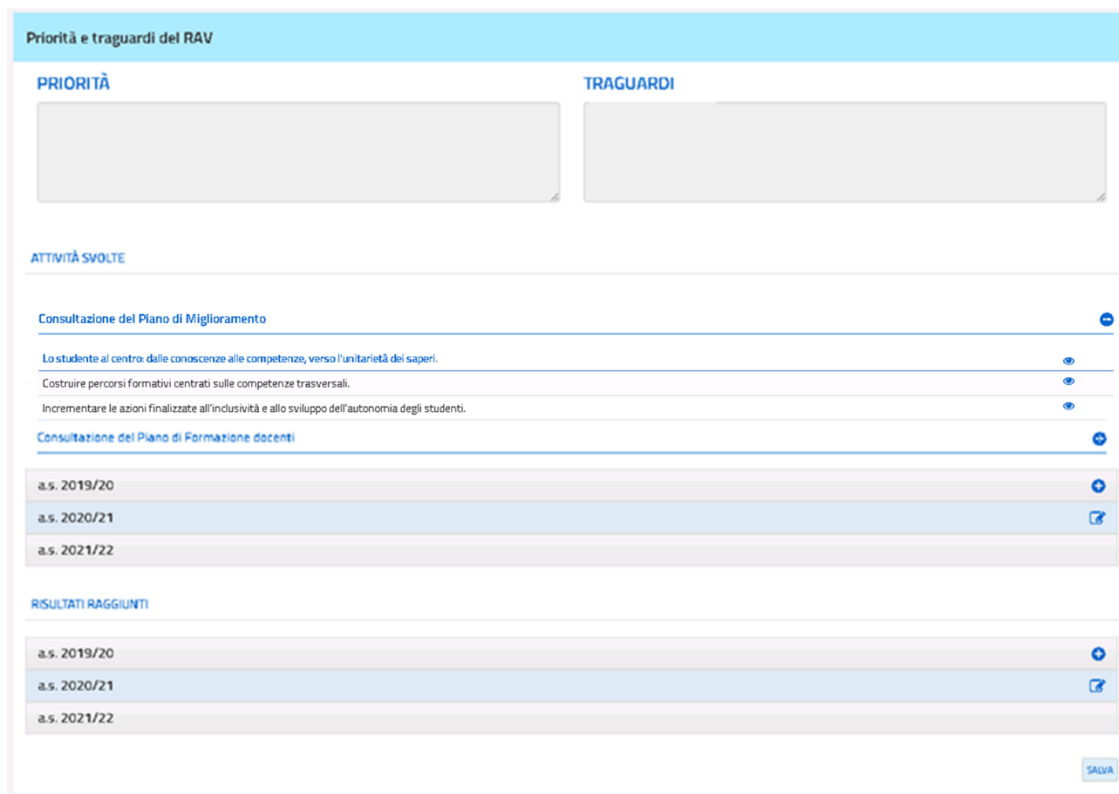 Priorità e traguardi del RAV
PRIORITÀ TRAGUARDI
ATTIVITÀ SVOLTE
Consultazione del Piano di Miglioramento
Lo studente al centro: dalle conoscenze alle competenze, verso l'unitarietà dei saperi.
Costruire percorsi formativi centrati sulle competenze trasversali.
Incrementare le azioni finalizzate all'inclusività e allo sviluppo dell'autonomia degli studenti.
Consultazione del Piano di Formazione docenti
a.s. 2019/20
a.s. 2020/21
a.s. 2021/22
RISULTATI RAGGIUNTI
a.s. 2019/20
a.s. 2020/21
a.s. 2021/22
SALVA